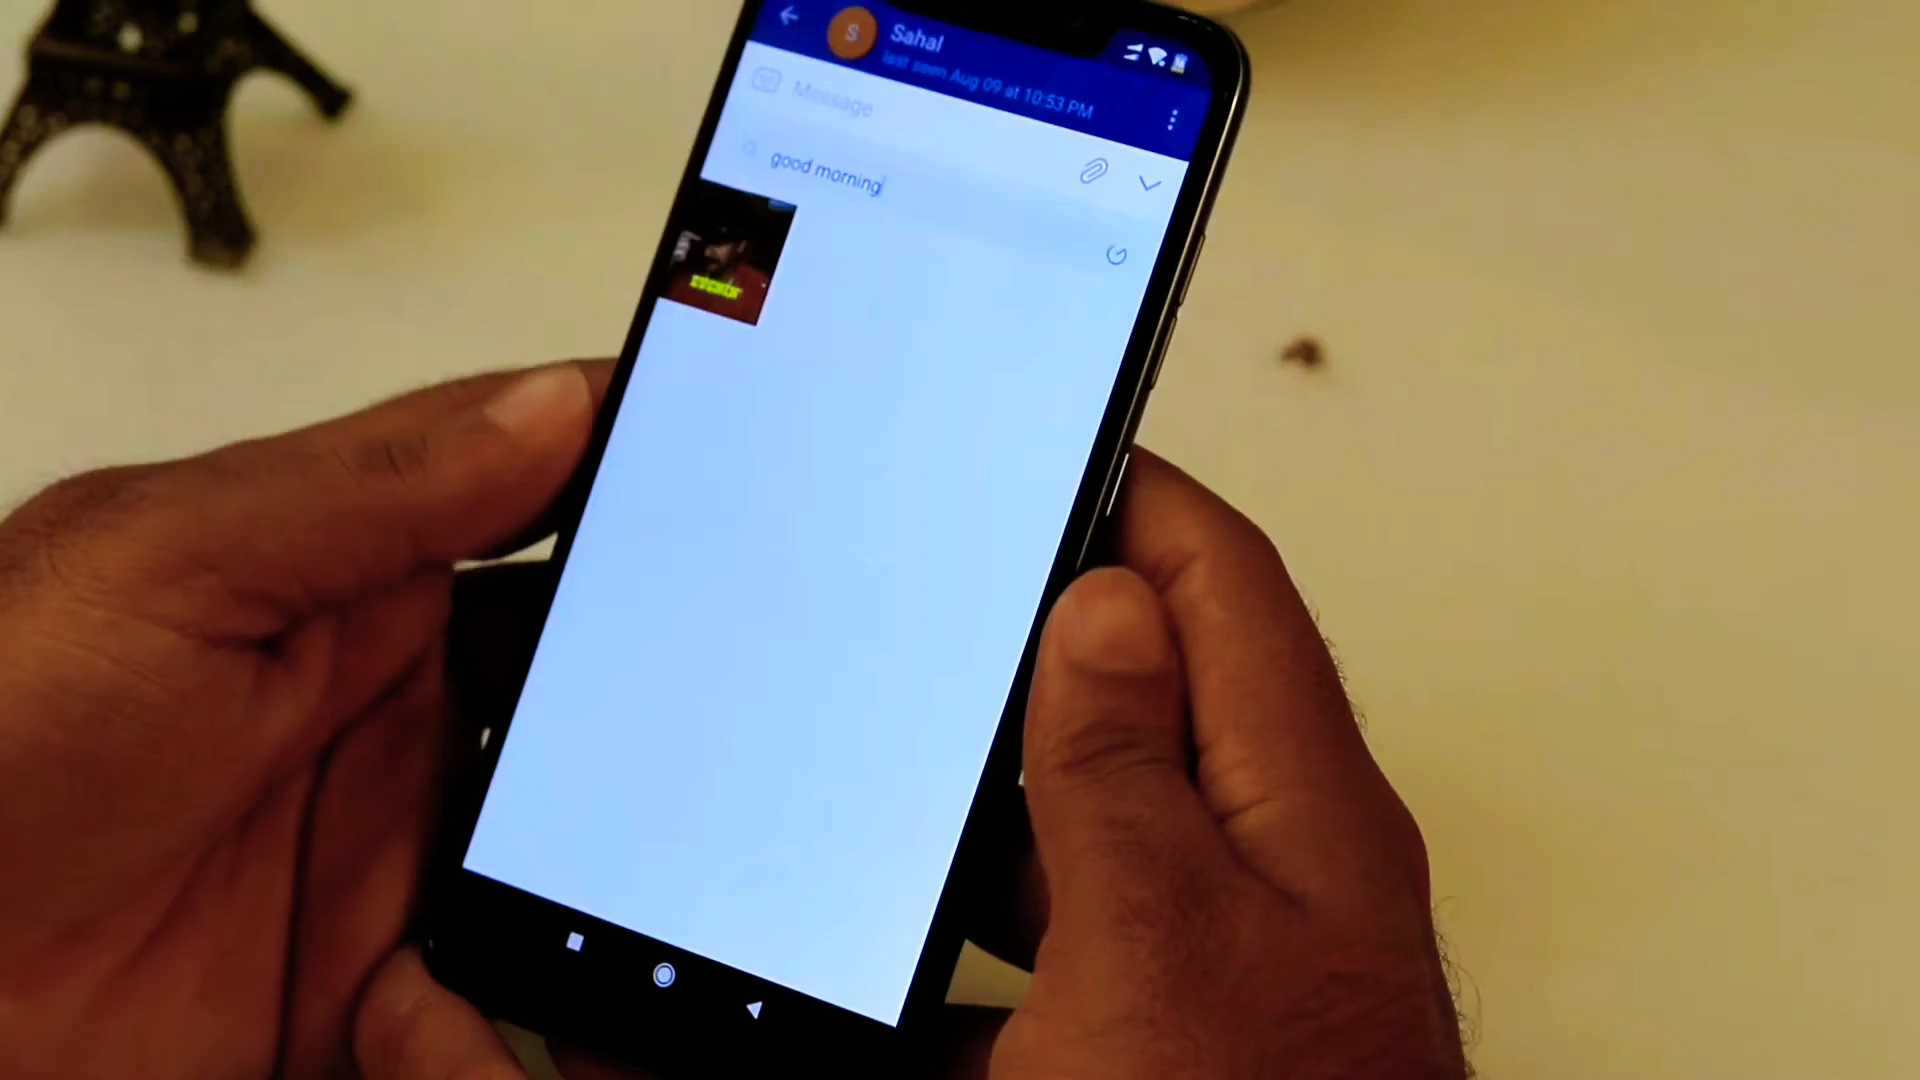 S
Sahal
last seen Aug 09 at 10:53 PM
Message
good morning